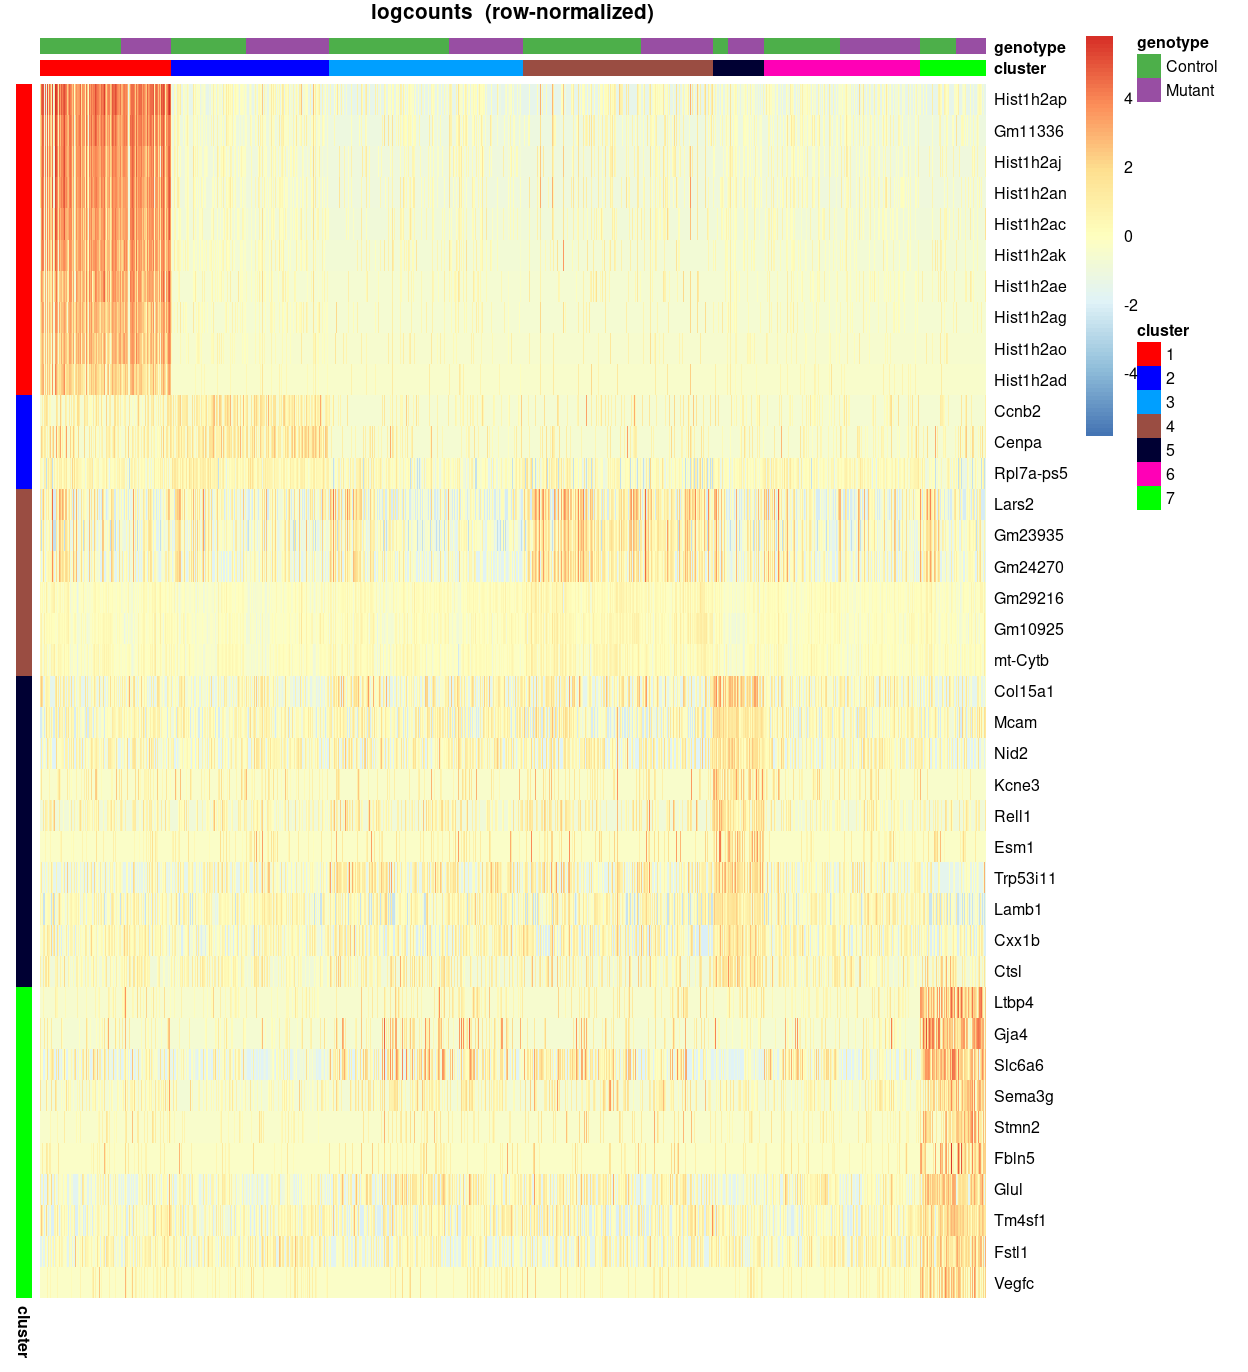 logcounts  (row-normalized)
genotype
cluster
Hist1h2ap
Gm11336
Hist1h2aj
Hist1h2an
Hist1h2ac
Hist1h2ak
Hist1h2ae
Hist1h2ag
Hist1h2ao
Hist1h2ad
Ccnb2
Cenpa
Rpl7a-ps5
Lars2
Gm23935
Gm24270
Gm29216
Gm10925
mt-Cytb
Col15a1
Mcam
Nid2
Kcne3
Rell1
Esm1
Trp53i11
Lamb1
Cxx1b
Ctsl
Ltbp4
Gja4
Slc6a6
Sema3g
Stmn2
Fbln5
Glul
Tm4sf1
Fstl1
Vegfc
cluster
4
2
0
-2
-4
genotype
Control
Mutant
cluster
1
2
3
4
5
6
7